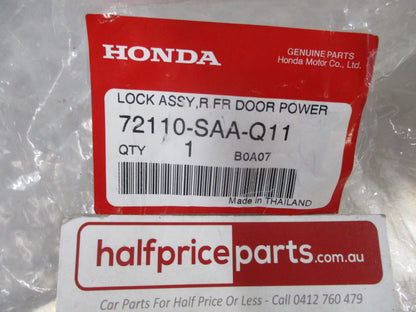 HONDA
GENUINE PARTS
Honda Motor Co., Ltd.
LOCK ASSY,R FR DOOR POWER
72110-SAA-Q11
QTY 1 B0A07
Made in THAILAND
halfpriceparts.com.au
Car Parts For Half Price Or Less - Call 0412 760 479